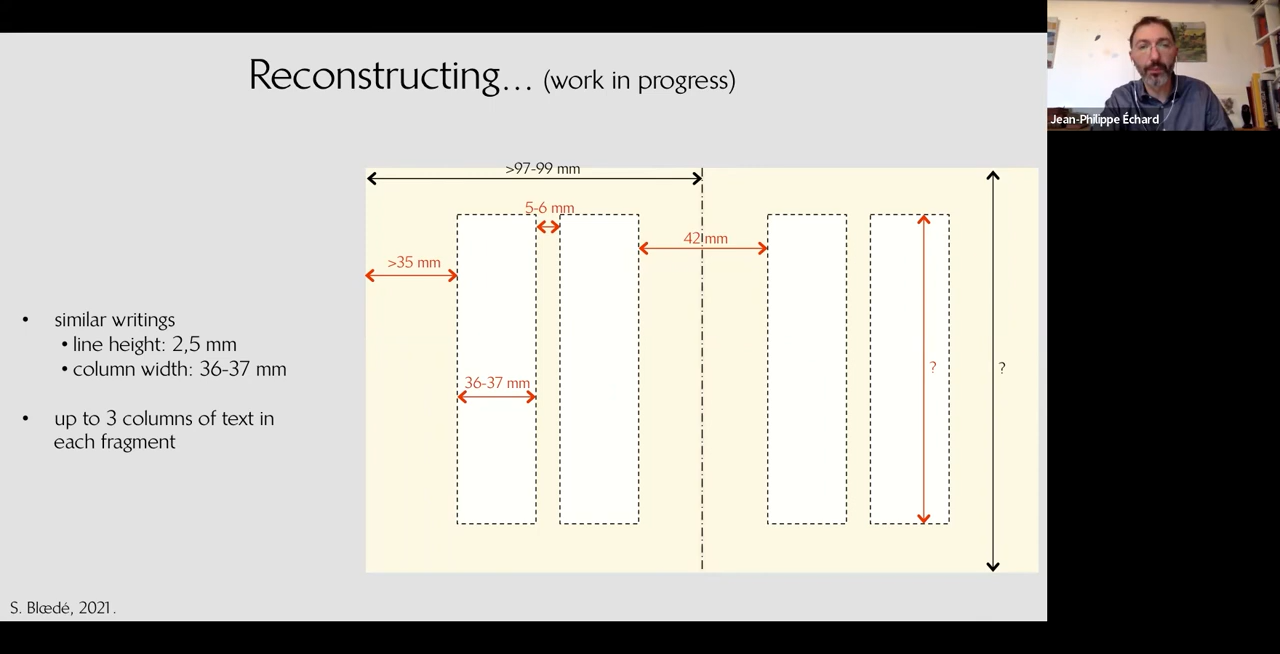 Reconstructing... (work in progress)
Jean-Philippe Échard
>97-99 mm
5-6 mm
42 mm
>35 mm
• similar writings
• line height: 2,5 mm
• column width: 36-37 mm
36-37 mm
?
?
• up to 3 columns of text in
each fragment
S. Blœdé, 2021.